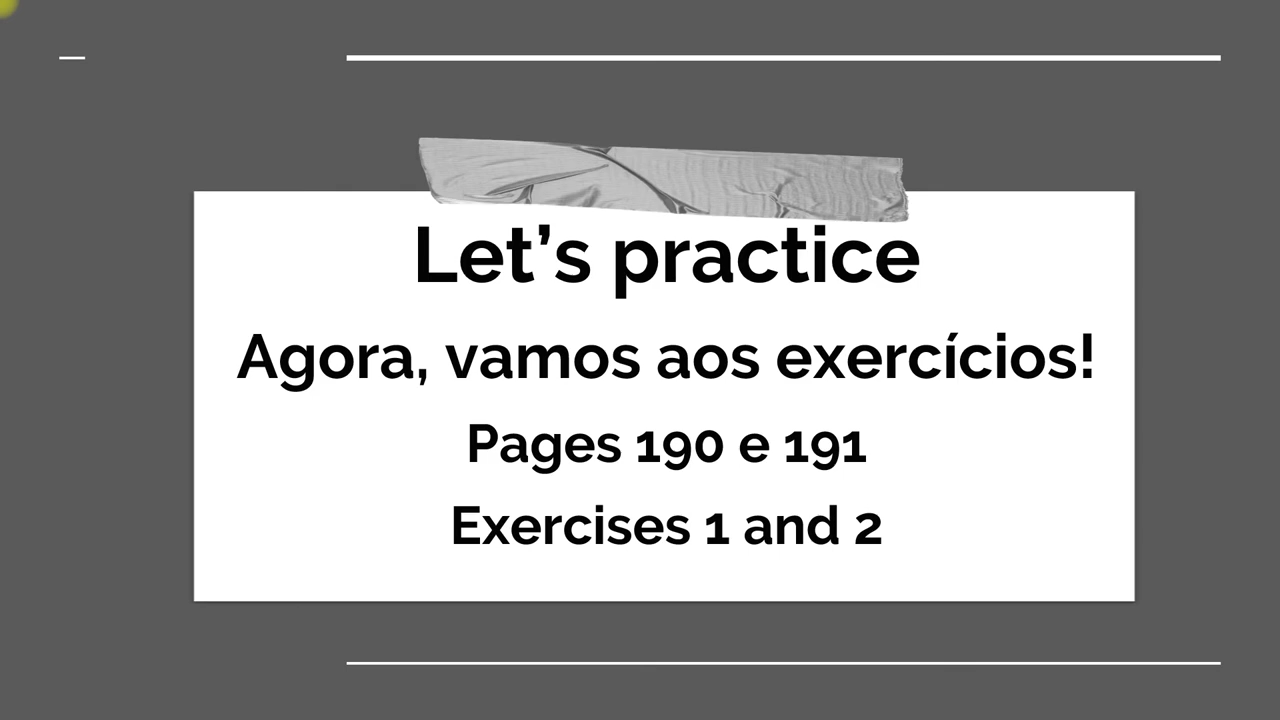 Let’s practice
Agora, vamos aos exercícios!
Pages 190 e 191
Exercises 1 and 2